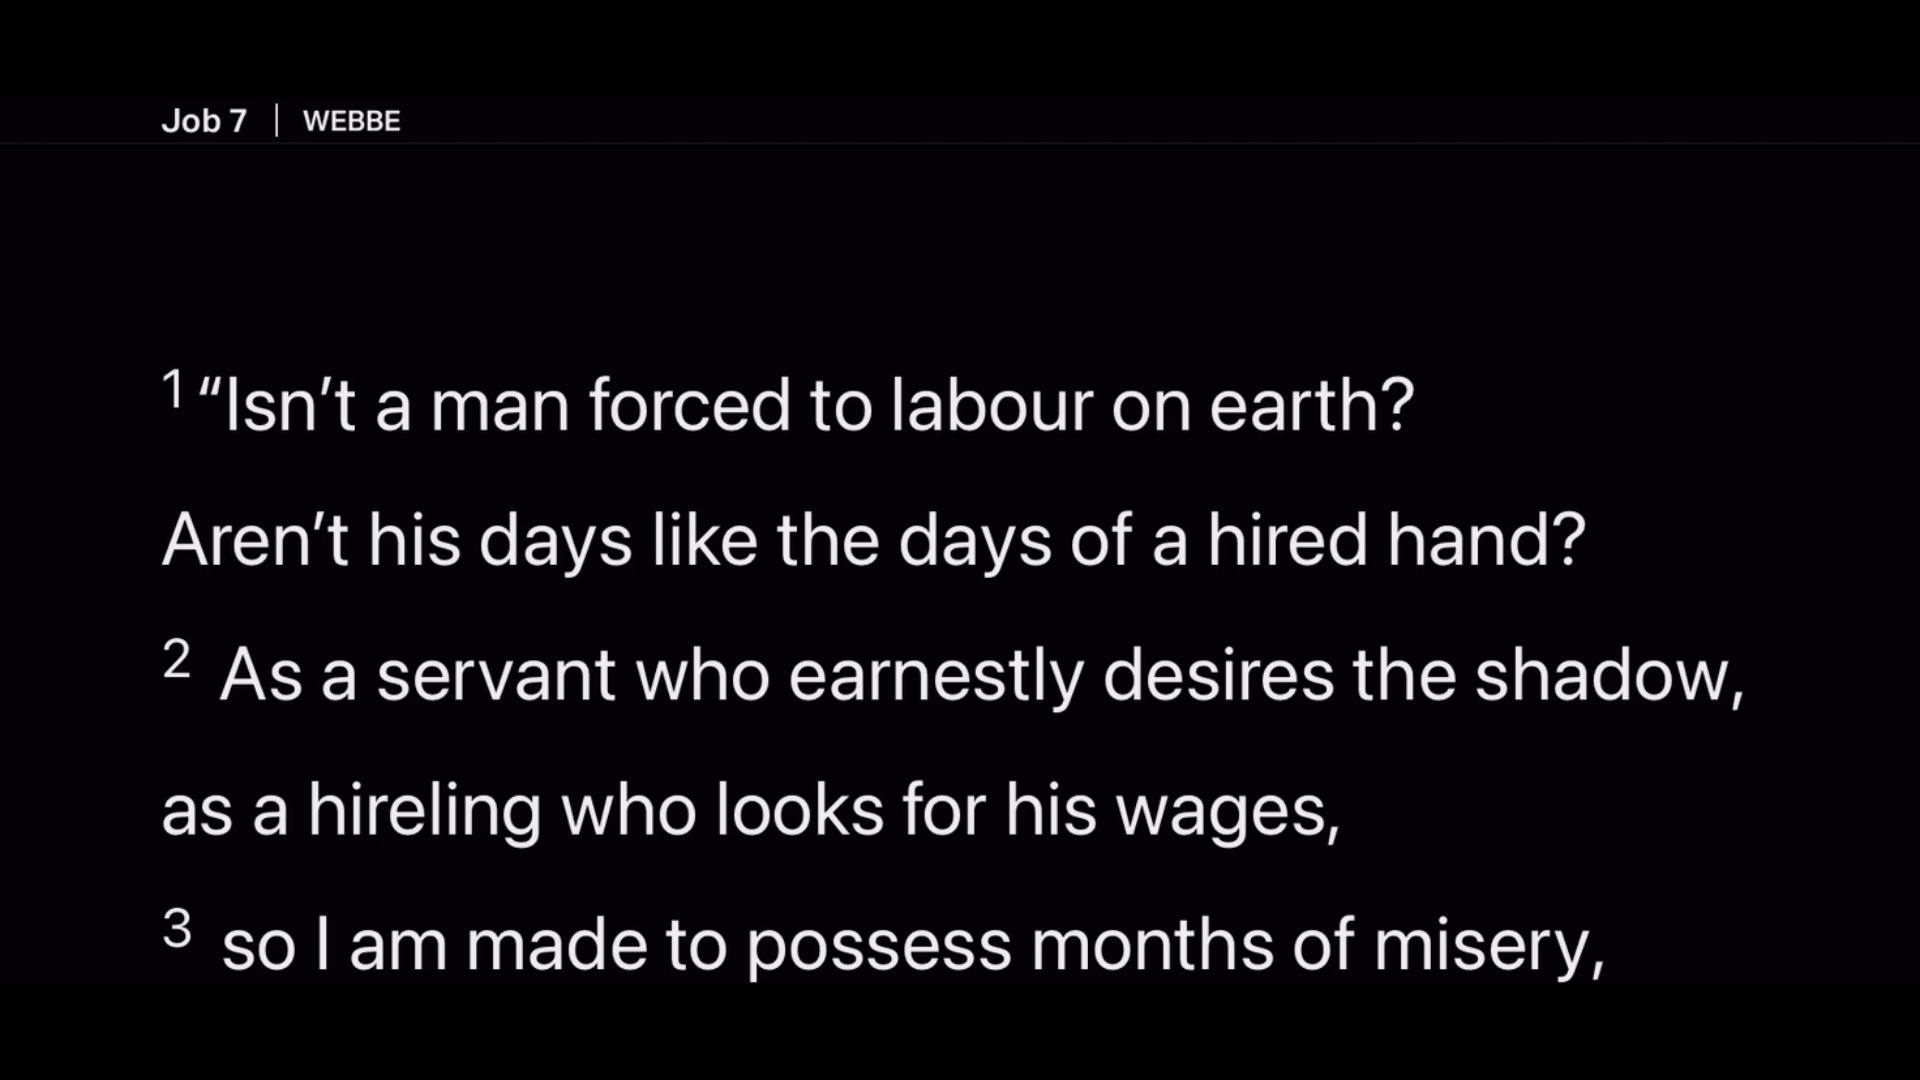 Job 7 | WEBBE
1 “Isn’t a man forced to labour on earth?
Aren’t his days like the days of a hired hand?
2 As a servant who earnestly desires the shadow,
as a hireling who looks for his wages,
3 so I am made to possess months of misery,